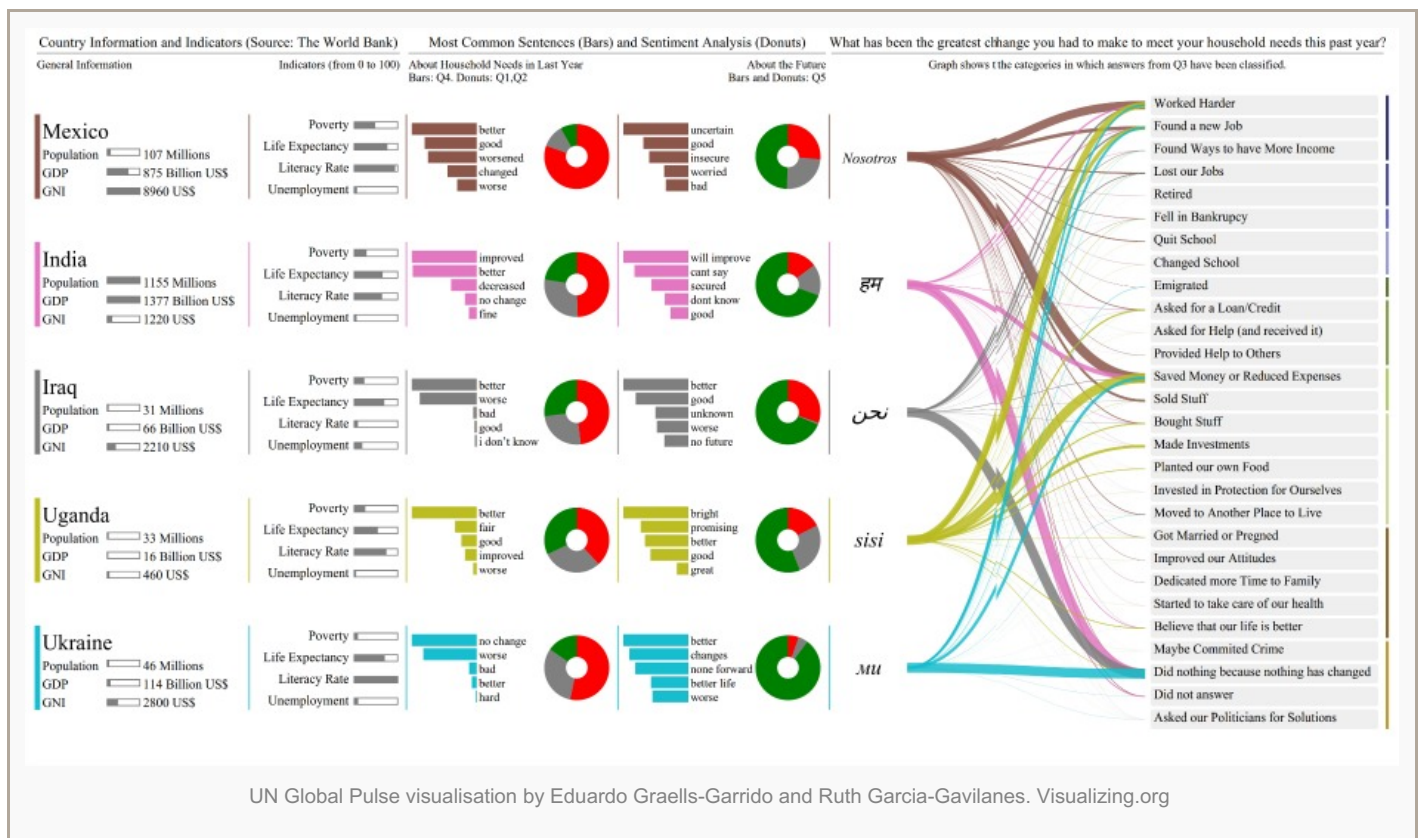 Country Information and Indicators (Source: The World Bank)
General Information
Indicators (from 0 to 100)
Most Common Sentences (Bars) and Sentiment Analysis (Donuts)
About Household Needs in Last Year
Bars: Q4. Donuts: Q1,Q2
About the Future
Bars and Donuts: Q5
What has been the greatest chhange you had to make to meet your household needs this past year?
Graph shows t the categories in which answers from Q3 have been classified.
Mexico
Population 107 Millions
GDP 875 Billion US$
GNI 8960 US$
Poverty
Life Expectancy
Literacy Rate
Unemployment
better
good
worsened
changed
worse
uncertain
good
insecure
worried
bad
Nosotros
India
Population 1155 Millions
GDP 1377 Billion US$
GNI 1220 US$
Poverty
Life Expectancy
Literacy Rate
Unemployment
improved
better
decreased
no change
fine
will improve
cant say
secured
dont know
good
हम
Iraq
Population 31 Millions
GDP 66 Billion US$
GNI 2210 US$
Poverty
Life Expectancy
Literacy Rate
Unemployment
better
worse
bad
good
i don't know
better
good
unknown
worse
no future
نحن
Uganda
Population 33 Millions
GDP 16 Billion US$
GNI 460 US$
Poverty
Life Expectancy
Literacy Rate
Unemployment
better
fair
good
improved
worse
bright
promising
better
good
great
sisi
Ukraine
Population 46 Millions
GDP 114 Billion US$
GNI 2800 US$
Poverty
Life Expectancy
Literacy Rate
Unemployment
no change
worse
bad
better
hard
better
changes
none forward
better life
worse
ми
Worked Harder
Found a new Job
Found Ways to have More Income
Lost our Jobs
Retired
Fell in Bankrupcy
Quit School
Changed School
Emigrated
Asked for a Loan/Credit
Asked for Help (and received it)
Provided Help to Others
Saved Money or Reduced Expenses
Sold Stuff
Bought Stuff
Made Investments
Planted our own Food
Invested in Protection for Ourselves
Moved to Another Place to Live
Got Married or Pregned
Improved our Attitudes
Dedicated more Time to Family
Started to take care of our health
Believe that our life is better
Maybe Commited Crime
Did nothing because nothing has changed
Did not answer
Asked our Politicians for Solutions
UN Global Pulse visualisation by Eduardo Graells-Garrido and Ruth Garcia-Gavilanes. Visualizing.org